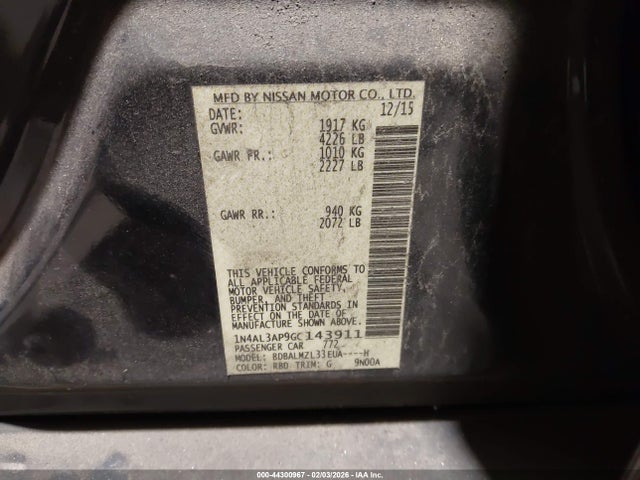 MFD BY NISSAN MOTOR CO., LTD.
DATE: 12/15
GVWR: 1917 KG
4226 LB
GAWR FR.: 1010 KG
2227 LB
GAWR RR.: 940 KG
2072 LB
THIS VEHICLE CONFORMS TO
ALL APPLICABLE FEDERAL
MOTOR VEHICLE SAFETY,
BUMPER, AND THEFT
PREVENTION STANDARDS IN
EFFECT ON THE DATE OF
MANUFACTURE SHOWN ABOVE.
1N4AL3AP9GC143911
PASSENGER CAR 772
MODEL: BDBALMZL33EUA----H
COLOR: RBD TRIM: G 9N00A
000-44300967 - 02/03/2026 - IAA Inc.